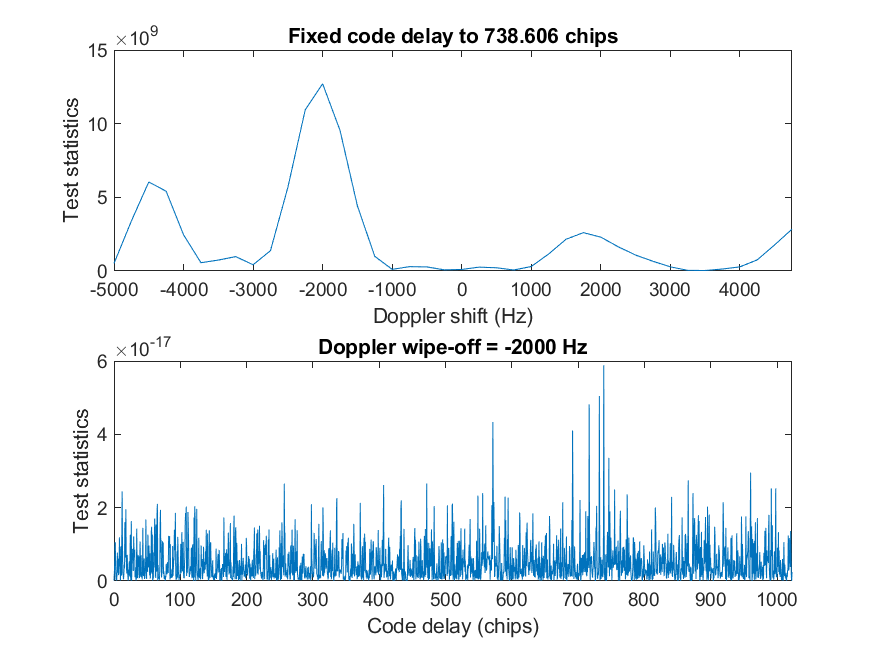 Fixed code delay to 738.606 chips
×10^9
15
10
5
0
Test statistics
-5000 -4000 -3000 -2000 -1000 0 1000 2000 3000 4000
Doppler shift (Hz)
Doppler wipe-off = -2000 Hz
×10^-17
6
4
2
0
Test statistics
0 100 200 300 400 500 600 700 800 900 1000
Code delay (chips)